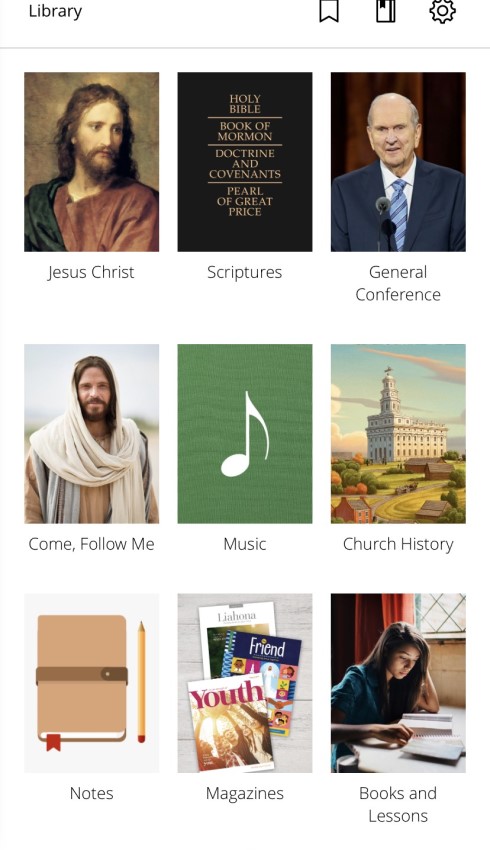 Library
HOLY
BIBLE
BOOK OF
MORMON
DOCTRINE
AND
COVENANTS
PEARL
OF GREAT
PRICE
Jesus Christ
Scriptures
General
Conference
Come, Follow Me
Music
Church History
Liahona
Friend
Youth
Notes
Magazines
Books and
Lessons